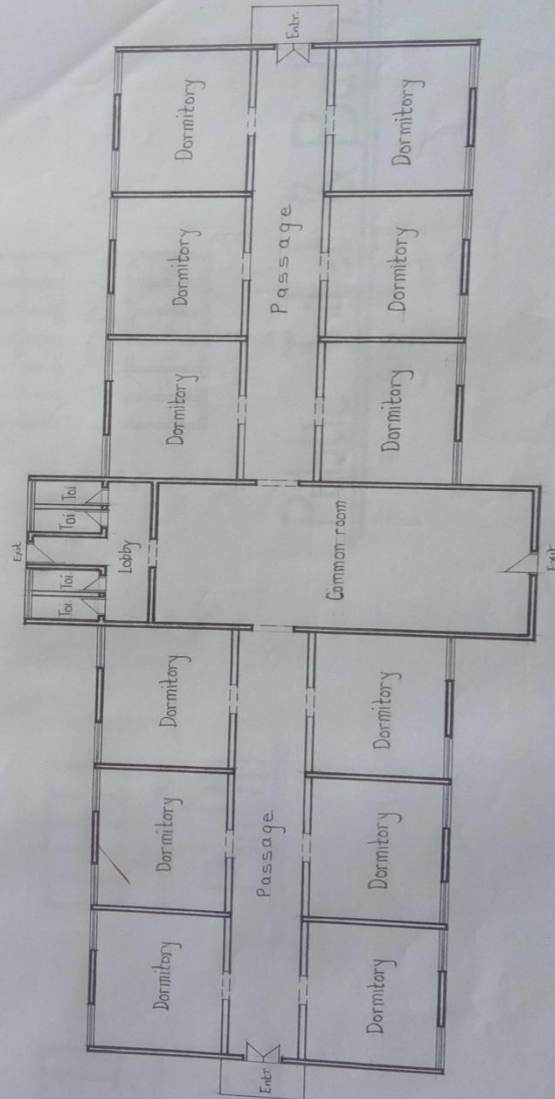 Exit
Toi Toi Toi Toi
Lobby
Dormitory Dormitory Dormitory Dormitory Dormitory Dormitory
Entr. Passage Passage Entr.
Common room
Dormitory Dormitory Dormitory Dormitory Dormitory Dormitory
Exit